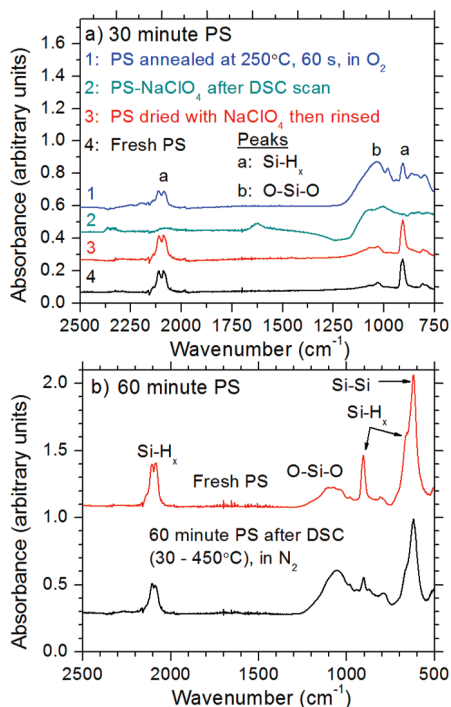 a) 30 minute PS
1: PS annealed at 250°C, 60 s, in O₂
2: PS-NaClO₄ after DSC scan
3: PS dried with NaClO₄ then rinsed
4: Fresh PS
Peaks
a: Si-Hₓ
b: O-Si-O
a
b
a
1
2
3
4
1.6
1.4
1.2
1.0
0.8
0.6
0.4
0.2
0.0
Absorbance (arbitrary units)
2500 2250 2000 1750 1500 1250 1000 750
Wavenumber (cm⁻¹)
b) 60 minute PS
Si-Si
Si-Hₓ
Si-Hₓ
Fresh PS
O-Si-O
60 minute PS after DSC
(30 - 450°C), in N₂
2.0
1.5
1.0
0.5
0.0
Absorbance (arbitrary units)
2500 2000 1500 1000 500
Wavenumber (cm⁻¹)